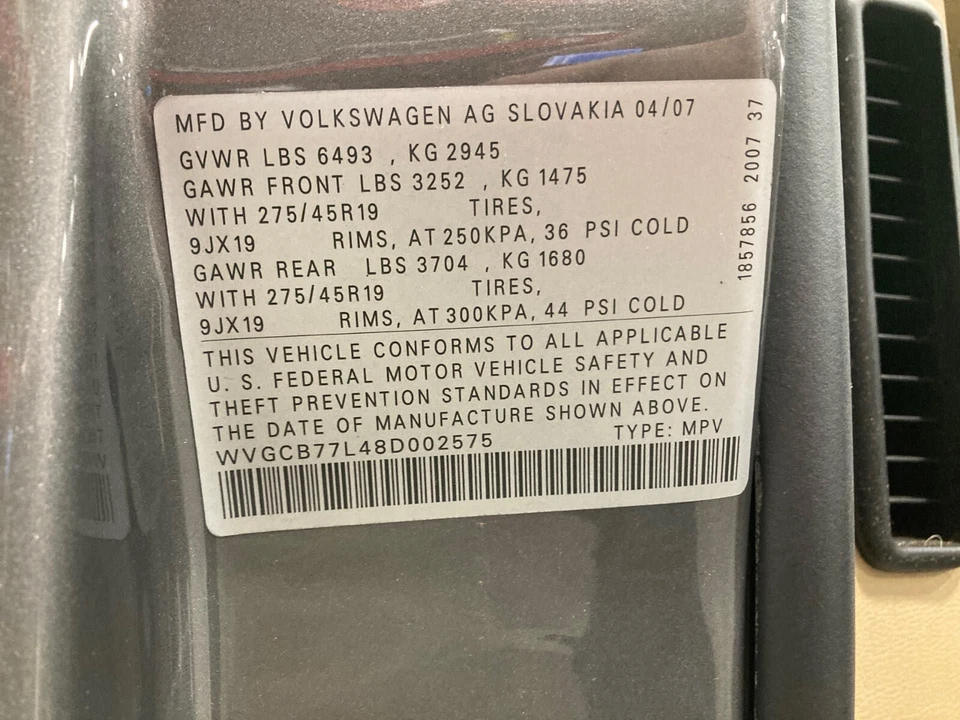 MFD BY VOLKSWAGEN AG SLOVAKIA 04/07
GVWR LBS 6493 , KG 2945
GAWR FRONT LBS 3252 , KG 1475
WITH 275/45R19 TIRES,
9JX19 RIMS, AT 250KPA, 36 PSI COLD
GAWR REAR LBS 3704 , KG 1680
WITH 275/45R19 TIRES,
9JX19 RIMS, AT 300KPA, 44 PSI COLD
THIS VEHICLE CONFORMS TO ALL APPLICABLE
U. S. FEDERAL MOTOR VEHICLE SAFETY AND
THEFT PREVENTION STANDARDS IN EFFECT ON
THE DATE OF MANUFACTURE SHOWN ABOVE.
WVGCB77L48D002575 TYPE: MPV
1857856 2007 37